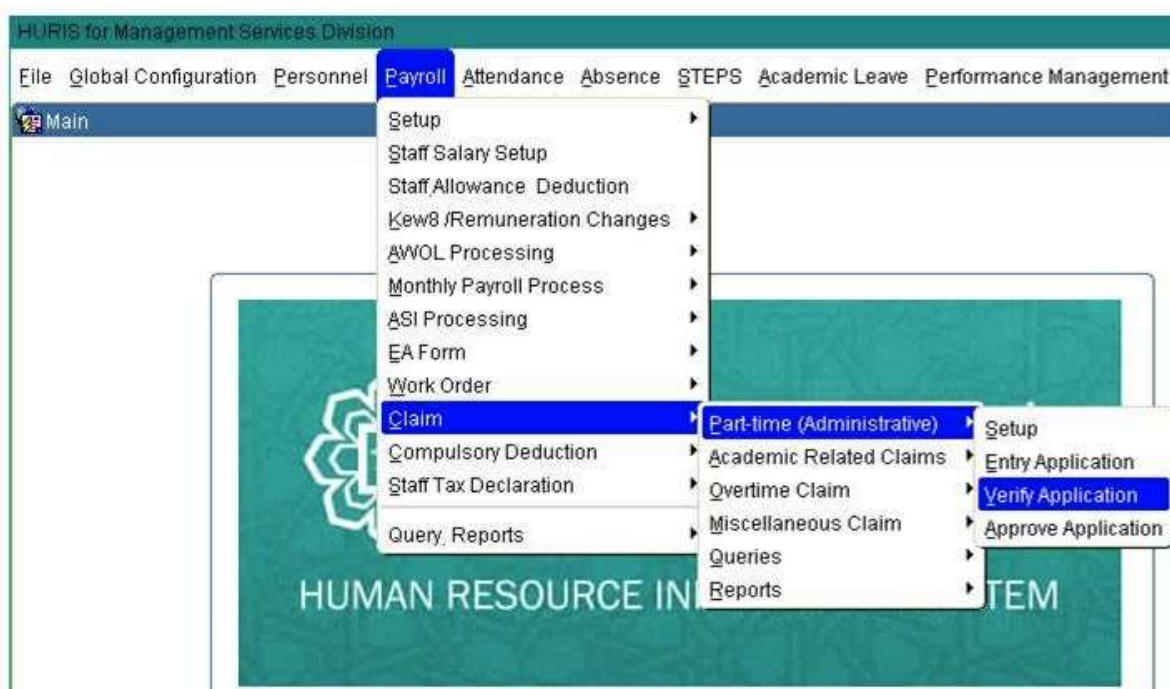 HURIS for Management Services Division
File Global Configuration Personnel Payroll Attendance Absence STEPS Academic Leave Performance Management
Main
Setup
Staff Salary Setup
Staff Allowance Deduction
Kew8 /Remuneration Changes
AWOL Processing
Monthly Payroll Process
ASI Processing
EA Form
Work Order
Claim
Compulsory Deduction
Staff Tax Declaration
Query, Reports
Part-time (Administrative)
Academic Related Claims
Overtime Claim
Miscellaneous Claim
Queries
Reports
Setup
Entry Application
Verify Application
Approve Application
HUMAN RESOURCE IN TEM